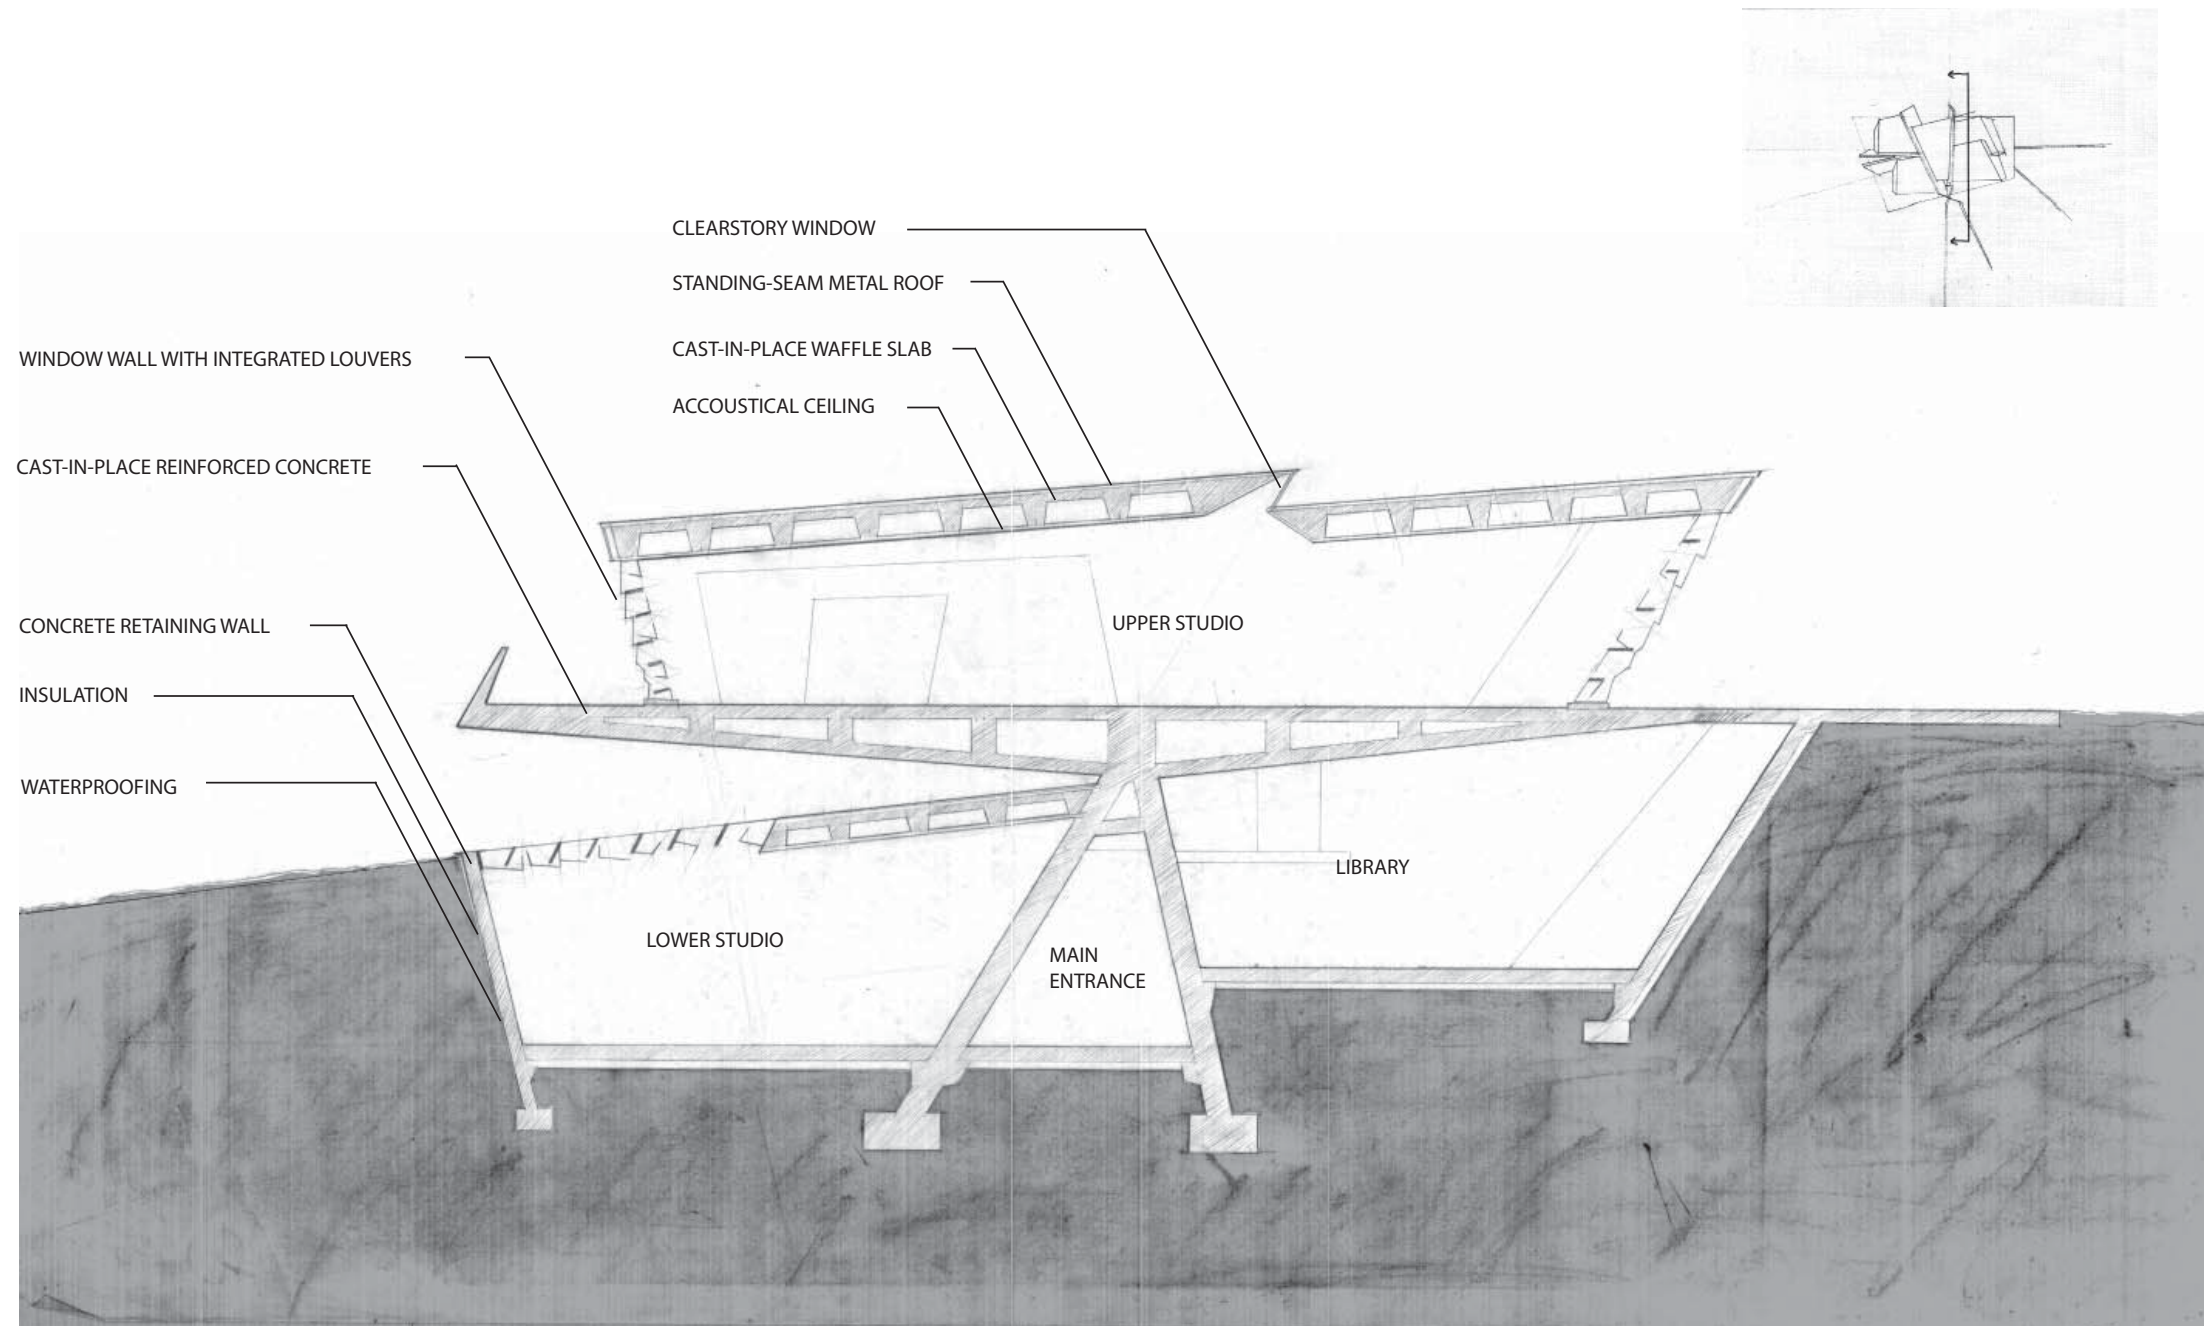 CLEARSTORY WINDOW
STANDING-SEAM METAL ROOF
CAST-IN-PLACE WAFFLE SLAB
WINDOW WALL WITH INTEGRATED LOUVERS
ACCOUSTICAL CEILING
CAST-IN-PLACE REINFORCED CONCRETE
CONCRETE RETAINING WALL
UPPER STUDIO
INSULATION
WATERPROOFING
LIBRARY
LOWER STUDIO
MAIN
ENTRANCE